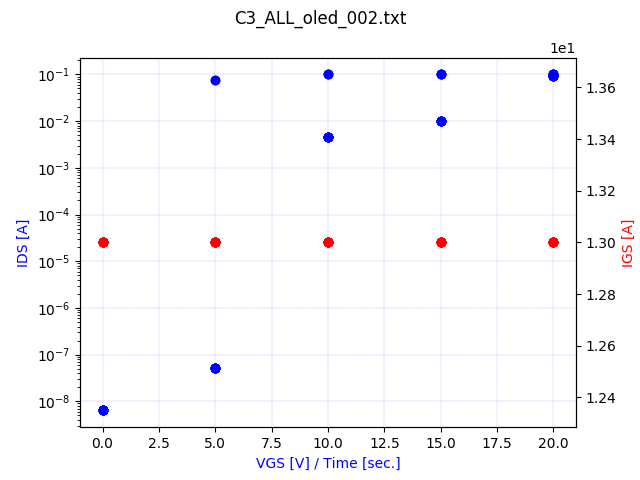 C3_ALL_oled_002.txt
1e1
10⁻¹
10⁻²
10⁻³
10⁻⁴
10⁻⁵
10⁻⁶
10⁻⁷
10⁻⁸
IDS [A]
1.36
1.34
1.32
1.30
1.28
1.26
1.24
IGS [A]
0.0 2.5 5.0 7.5 10.0 12.5 15.0 17.5 20.0
VGS [V] / Time [sec.]